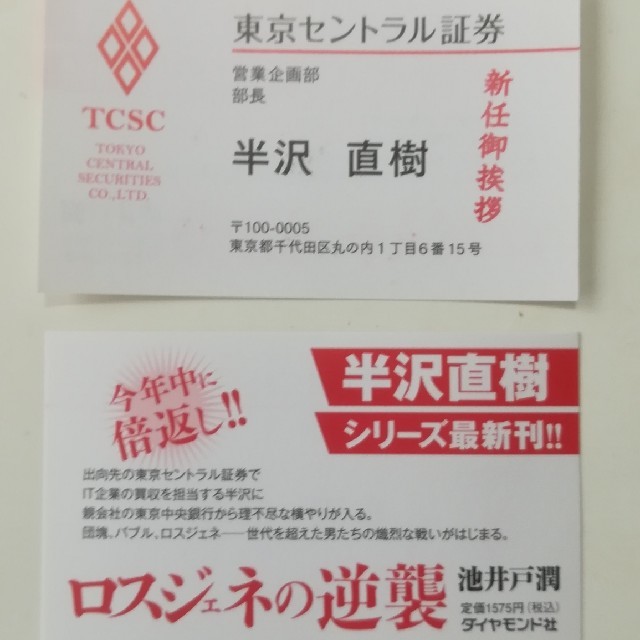 東京セントラル証券
TCSC
TOKYO
CENTRAL
SECURITIES
CO.,LTD.
営業企画部
部長
半沢 直樹
新任御挨拶
〒100-0005
東京都千代田区丸の内1丁目6番15号
今年中に
倍返し!!
半沢直樹
シリーズ最新刊!!
出向先の東京セントラル証券で
IT企業の買収を担当する半沢に
親会社の東京中央銀行から理不尽な横やりが入る。
団塊、バブル、ロスジェネ──世代を超えた男たちの熾烈な戦いがはじまる。
ロスジェネの逆襲
池井戸潤
定価1575円(税込)
ダイヤモンド社